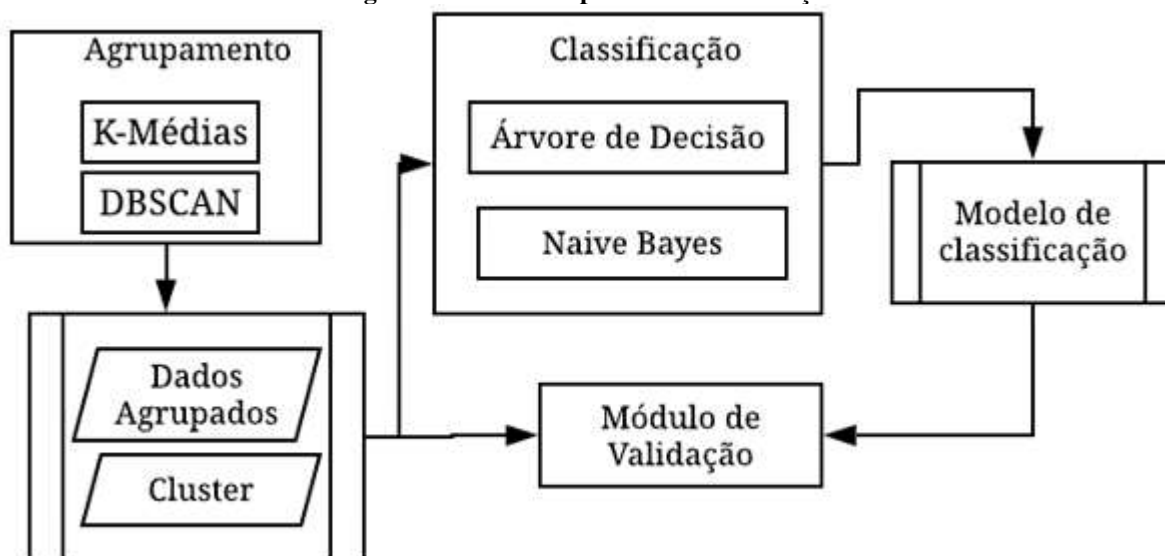 Agrupamento
K-Médias
DBSCAN
Classificação
Árvore de Decisão
Naive Bayes
Modelo de
classificação
Dados
Agrupados
Cluster
Módulo de
Validação